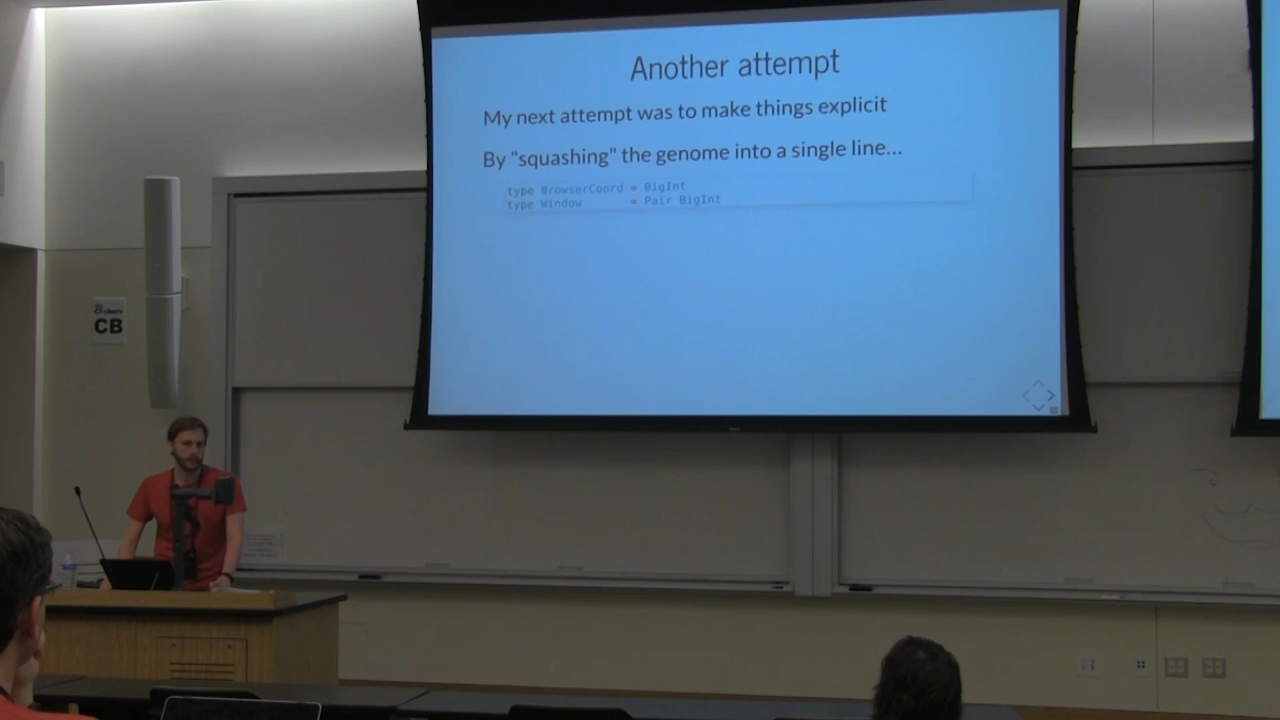 Another attempt
My next attempt was to make things explicit
By "squashing" the genome into a single line...
type BrowserCoord = BigInt
type Window = Pair BigInt
CB